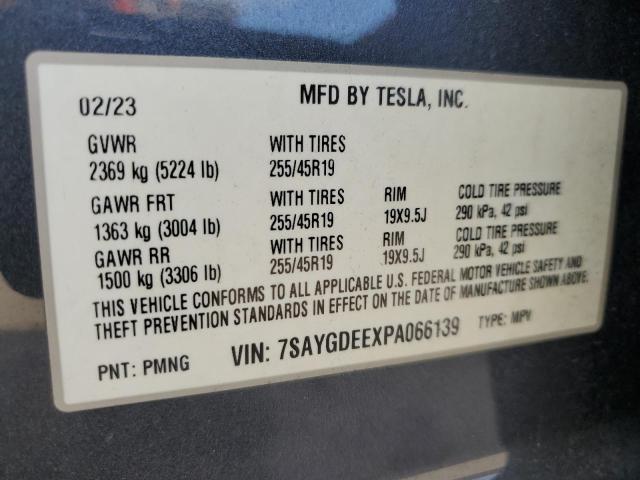 02/23 MFD BY TESLA, INC.
GVWR WITH TIRES
2369 kg (5224 lb) 255/45R19
GAWR FRT WITH TIRES RIM COLD TIRE PRESSURE
1363 kg (3004 lb) 255/45R19 19X9.5J 290 kPa, 42 psi
GAWR RR WITH TIRES RIM COLD TIRE PRESSURE
1500 kg (3306 lb) 255/45R19 19X9.5J 290 kPa, 42 psi
THIS VEHICLE CONFORMS TO ALL APPLICABLE U.S. FEDERAL MOTOR VEHICLE SAFETY AND
THEFT PREVENTION STANDARDS IN EFFECT ON THE DATE OF MANUFACTURE SHOWN ABOVE.
PNT: PMNG VIN: 7SAYGDEEXPA066139 TYPE: MPV